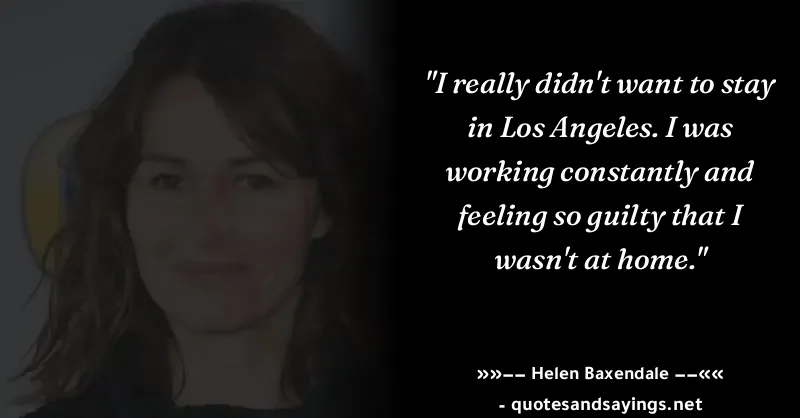 "I really didn't want to stay
in Los Angeles. I was
working constantly and
feeling so guilty that I
wasn't at home."
»»—— Helen Baxendale ——««
- quotesandsayings.net